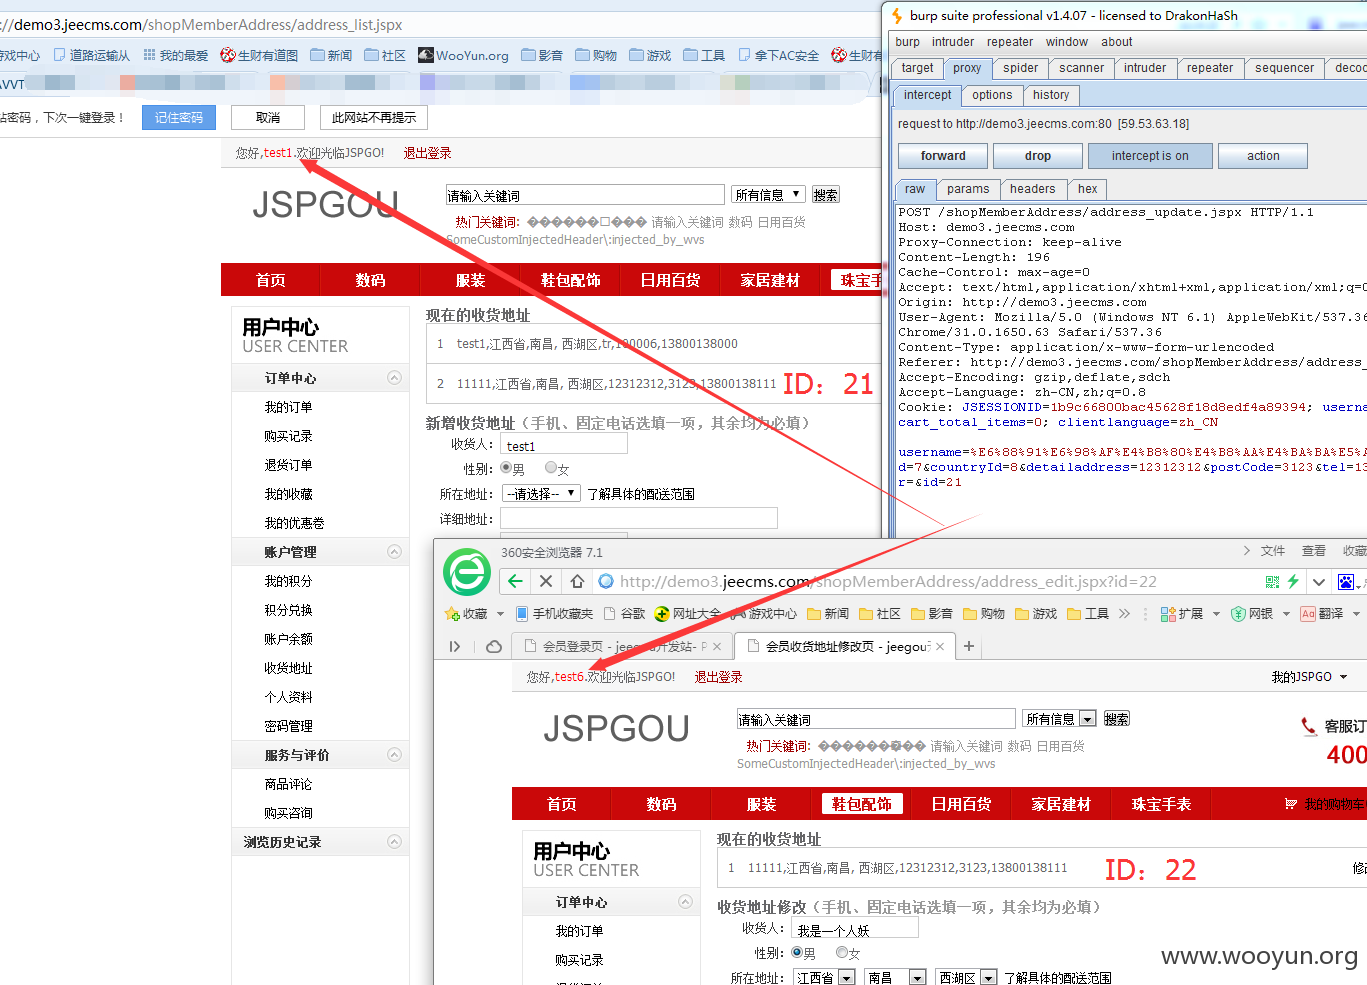 ://demo3.jeecms.com/shopMemberAddress/address_list.jspx
游戏中心 道路运输从 我的最爱 生财有道图 新闻 社区 WooYun.org 影音 购物 游戏 工具 拿下AC安全 生财有
AVVT
站密码，下次一键登录！ 记住密码 取消 此网站不再提示
您好,test1.欢迎光临JSPGO! 退出登录
JSPGOU
请输入关键词 所有信息 搜索
热门关键词: ������□��� 请输入关键词 数码 日用百货
SomeCustomInjectedHeader\:injected_by_wvs
首页 数码 服装 鞋包配饰 日用百货 家居建材 珠宝手
用户中心
USER CENTER
订单中心
我的订单
购买记录
退货订单
我的收藏
我的优惠卷
账户管理
我的积分
积分兑换
账户余额
收货地址
个人资料
密码管理
服务与评价
商品评论
购买咨询
浏览历史记录
现在的收货地址
1 test1,江西省,南昌, 西湖区,tr,100006,13800138000
2 11111,江西省,南昌, 西湖区,12312312,3123,13800138111 ID：21
新增收货地址（手机、固定电话选填一项，其余均为必填）
收货人: test1
性别: 男 女
所在地址: --请选择-- 了解具体的配送范围
详细地址:
burp suite professional v1.4.07 - licensed to DrakonHaSh
burp intruder repeater window about
target proxy spider scanner intruder repeater sequencer decod
intercept options history
request to http://demo3.jeecms.com:80 [59.53.63.18]
forward drop intercept is on action
raw params headers hex
POST /shopMemberAddress/address_update.jspx HTTP/1.1
Host: demo3.jeecms.com
Proxy-Connection: keep-alive
Content-Length: 196
Cache-Control: max-age=0
Accept: text/html,application/xhtml+xml,application/xml;q=0
Origin: http://demo3.jeecms.com
User-Agent: Mozilla/5.0 (Windows NT 6.1) AppleWebKit/537.36
Chrome/31.0.1650.63 Safari/537.36
Content-Type: application/x-www-form-urlencoded
Referer: http://demo3.jeecms.com/shopMemberAddress/address_
Accept-Encoding: gzip,deflate,sdch
Accept-Language: zh-CN,zh;q=0.8
Cookie: JSESSIONID=1b9c66800bac45628f18d8edf4a89394; userna
cart_total_items=0; clientlanguage=zh_CN
username=%E6%88%91%E6%98%AF%E4%B8%80%E4%B8%AA%E4%BA%BA%E5%A
d=7&countryId=8&detailaddress=12312312&postCode=3123&tel=13
r=&id=21
360安全浏览器 7.1 文件 查看 收藏
http://demo3.jeecms.com/shopMemberAddress/address_edit.jspx?id=22
收藏 手机收藏夹 谷歌 网址大全 游戏中心 新闻 社区 影音 购物 游戏 工具 扩展 网银 翻译
会员登录页 - jeegou开发站- P 会员收货地址修改页 - jeegou开
您好,test6.欢迎光临JSPGO! 退出登录 我的JSPGO
JSPGOU
请输入关键词 所有信息 搜索 客服订
热门关键词: ��������� 请输入关键词 数码 日用百货
SomeCustomInjectedHeader\:injected_by_wvs 400
首页 数码 服装 鞋包配饰 日用百货 家居建材 珠宝手表 我的购物车
用户中心
USER CENTER
订单中心
我的订单
购买记录
现在的收货地址
1 11111,江西省,南昌, 西湖区,12312312,3123,13800138111 ID：22 修改
收货地址修改（手机、固定电话选填一项，其余均为必填）
收货人: 我是一个人妖
性别: 男 女
所在地址: 江西省 南昌 西湖区 了解具体的配送范围
www.wooyun.org